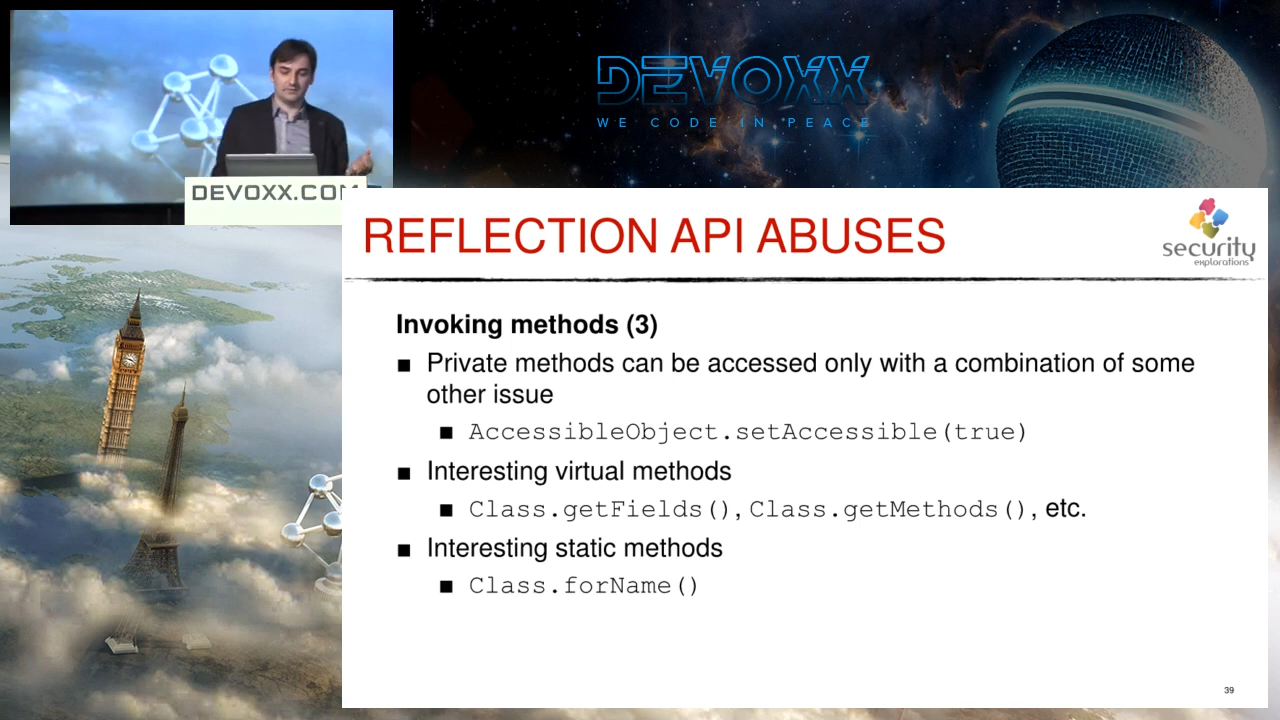 DEVOXX
WE CODE IN PEACE
DEVOXX.COM
REFLECTION API ABUSES
security
explorations
Invoking methods (3)
■ Private methods can be accessed only with a combination of some
other issue
■ AccessibleObject.setAccessible(true)
■ Interesting virtual methods
■ Class.getFields(), Class.getMethods(), etc.
■ Interesting static methods
■ Class.forName()
39